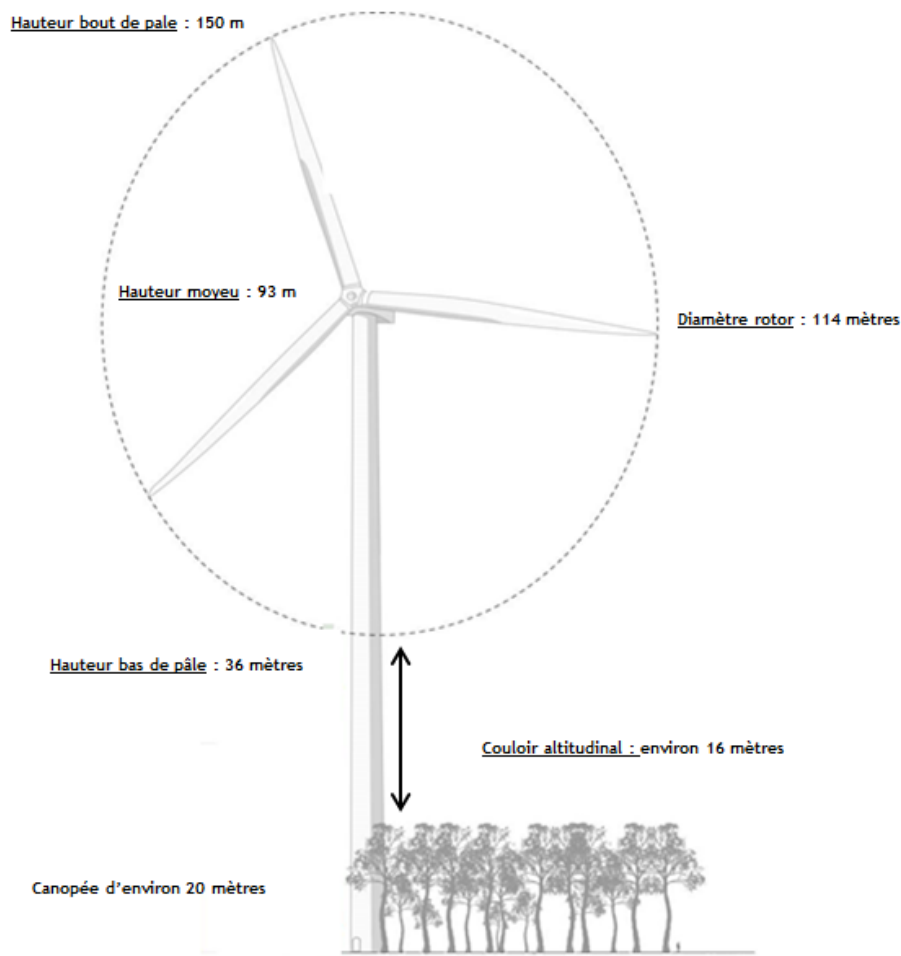 Hauteur bout de pale : 150 m
Hauteur moyeu : 93 m
Diamètre rotor : 114 mètres
Hauteur bas de pâle : 36 mètres
Couloir altitudinal : environ 16 mètres
Canopée d'environ 20 mètres